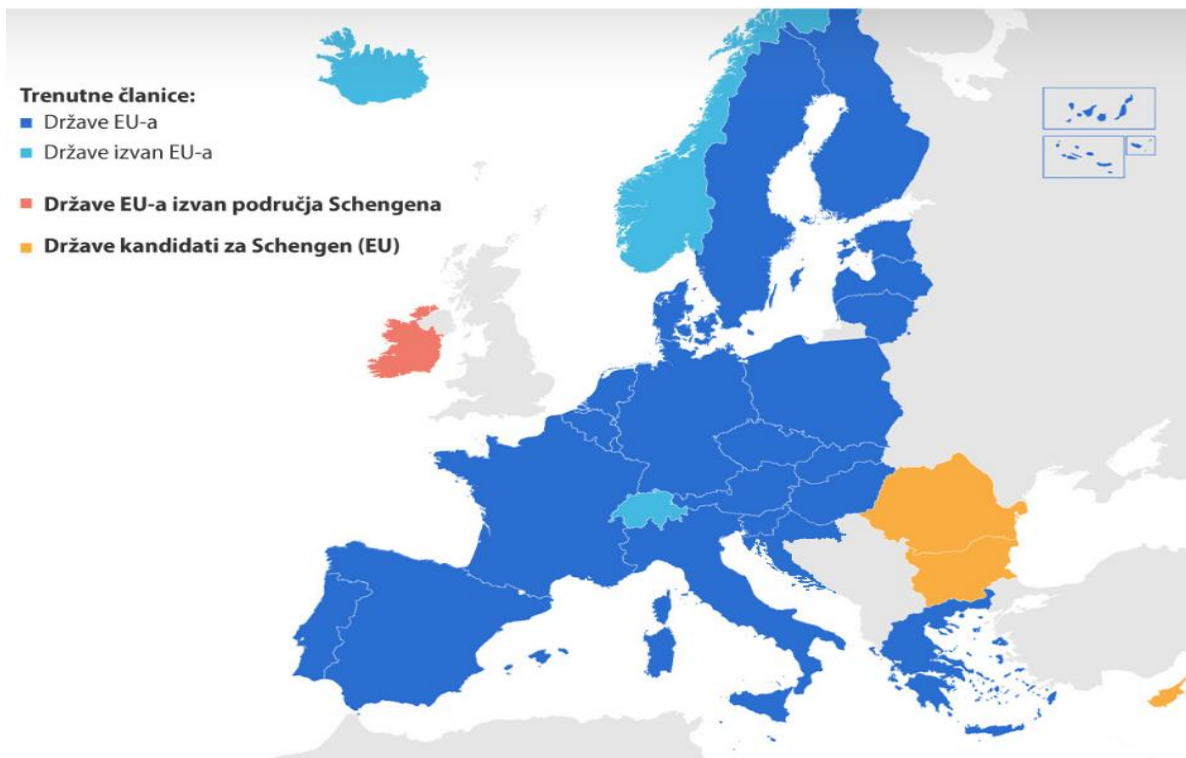 Trenutne članice:
Države EU-a
Države izvan EU-a
Države EU-a izvan područja Schengena
Države kandidati za Schengen (EU)